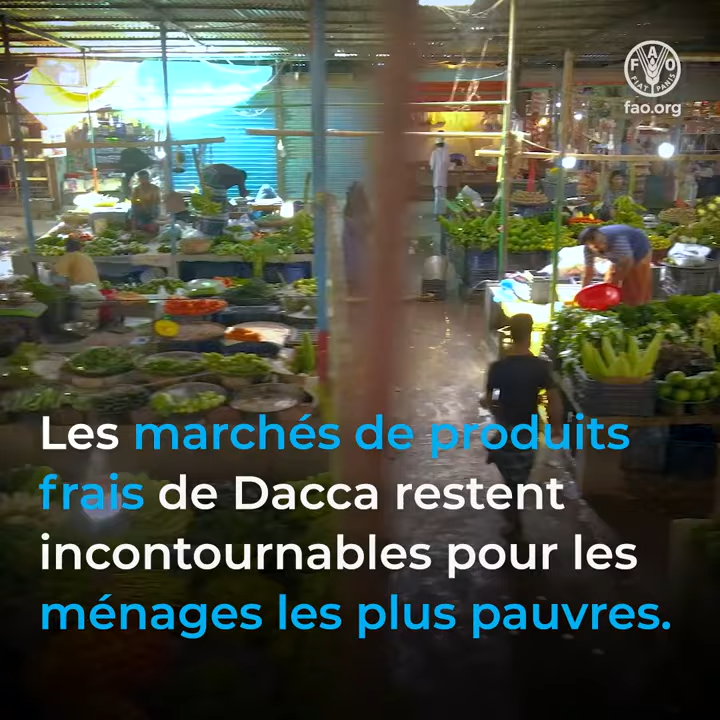 FAO
FIAT PANIS
fao.org
Les marchés de produits
frais de Dacca restent
incontournables pour les
ménages les plus pauvres.